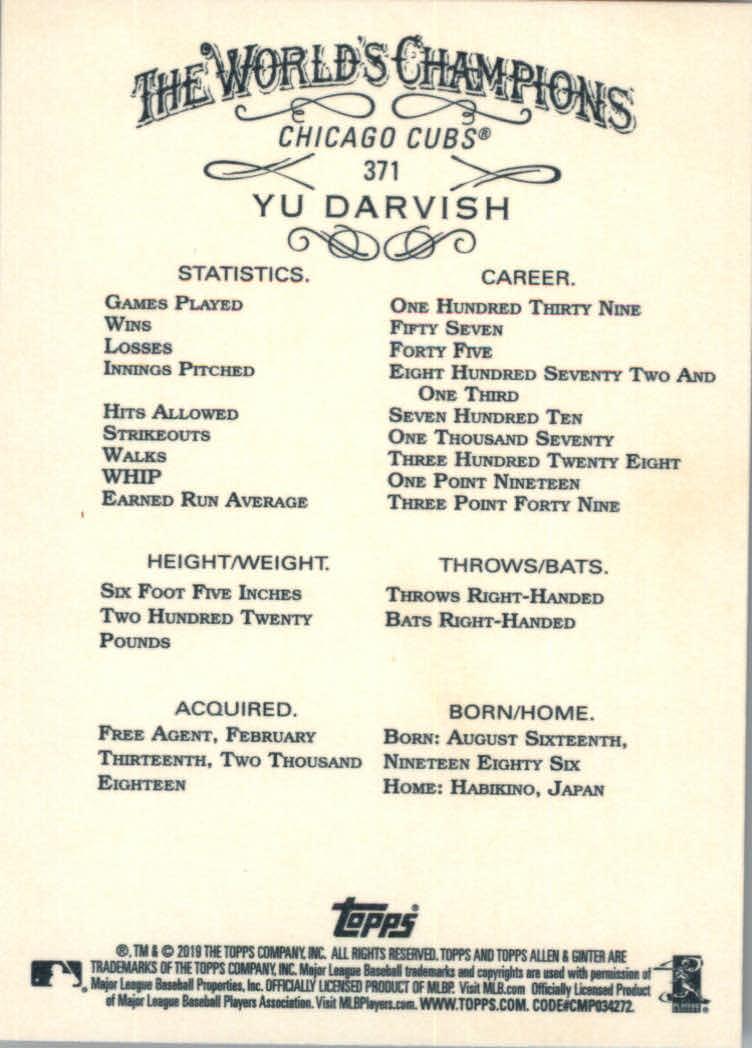 THE WORLD'S CHAMPIONS
CHICAGO CUBS®
371
YU DARVISH
STATISTICS. CAREER.
GAMES PLAYED ONE HUNDRED THIRTY NINE
WINS FIFTY SEVEN
LOSSES FORTY FIVE
INNINGS PITCHED EIGHT HUNDRED SEVENTY TWO AND
ONE THIRD
HITS ALLOWED SEVEN HUNDRED TEN
STRIKEOUTS ONE THOUSAND SEVENTY
WALKS THREE HUNDRED TWENTY EIGHT
WHIP ONE POINT NINETEEN
EARNED RUN AVERAGE THREE POINT FORTY NINE
HEIGHT/WEIGHT.
SIX FOOT FIVE INCHES
TWO HUNDRED TWENTY
POUNDS
THROWS/BATS.
THROWS RIGHT-HANDED
BATS RIGHT-HANDED
ACQUIRED.
FREE AGENT, FEBRUARY
THIRTEENTH, TWO THOUSAND
EIGHTEEN
BORN/HOME.
BORN: AUGUST SIXTEENTH,
NINETEEN EIGHTY SIX
HOME: HABIKINO, JAPAN
topps®
®, TM & © 2019 THE TOPPS COMPANY, INC. ALL RIGHTS RESERVED. TOPPS AND TOPPS ALLEN & GINTER ARE
TRADEMARKS OF THE TOPPS COMPANY, INC. Major League Baseball trademarks and copyrights are used with permission of
Major League Baseball Properties, Inc. OFFICIALLY LICENSED PRODUCT OF MLBP. Visit MLB.com Officially Licensed Product
of Major League Baseball Players Association. Visit MLBPlayers.com. WWW.TOPPS.COM. CODE#CMP034272.